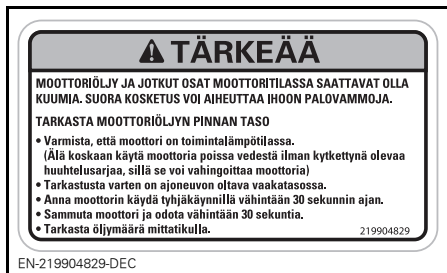 TÄRKEÄÄ
MOOTTORIÖLJY JA JOTKUT OSAT MOOTTORITILASSA SAATTAVAT OLLA
KUUMIA. SUORA KOSKETUS VOI AIHEUTTAA IHOON PALOVAMMOJA.
TARKASTA MOOTTORIÖLJYN PINNAN TASO
• Varmista, että moottori on toimintalämpötilassa.
(Älä koskaan käytä moottoria poissa vedestä ilman kytkettynä olevaa
huuhtelusarjaa, sillä se voi vahingoittaa moottoria)
• Tarkastusta varten on ajoneuvon oltava vaakatasossa.
• Anna moottorin käydä tyhjäkäynnillä vähintään 30 sekunnin ajan.
• Sammuta moottori ja odota vähintään 30 sekuntia.
• Tarkasta öljymäärä mittatikulla.
219904829
EN-219904829-DEC